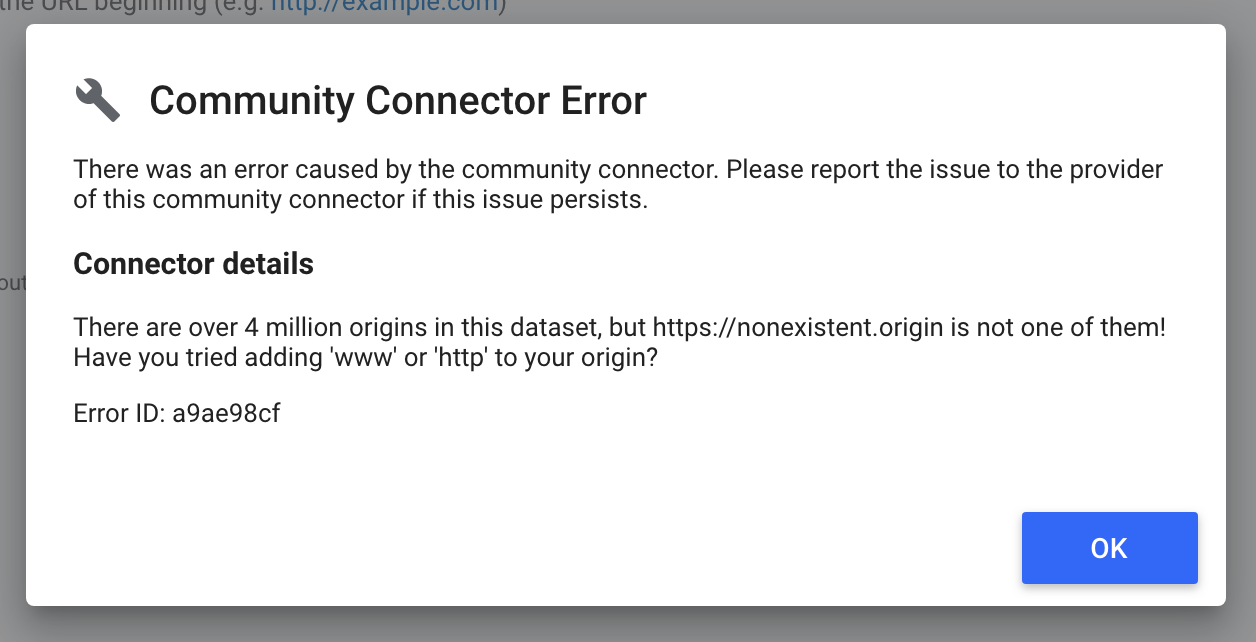 the URL beginning (e.g. http://example.com)
Community Connector Error
There was an error caused by the community connector. Please report the issue to the provider
of this community connector if this issue persists.
Connector details
out
There are over 4 million origins in this dataset, but https://nonexistent.origin is not one of them!
Have you tried adding 'www' or 'http' to your origin?
Error ID: a9ae98cf
OK